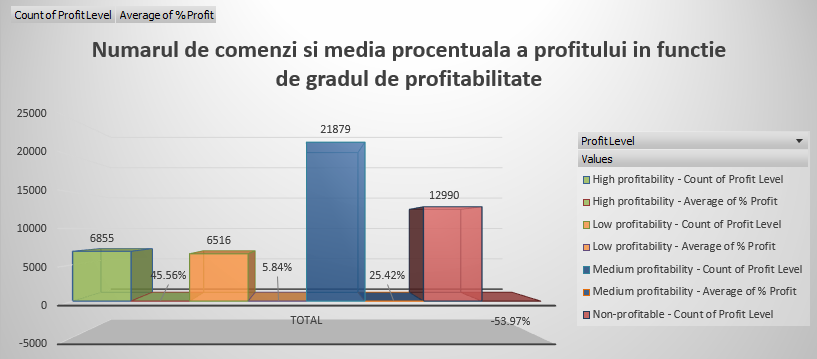 Count of Profit Level Average of % Profit
Numarul de comenzi si media procentuala a profitului in functie
de gradul de profitabilitate
25000
20000
15000
10000
5000
0
-5000
6855
45.56%
6516
5.84%
21879
25.42%
12990
-53.97%
TOTAL
Profit Level
Values
High profitability - Count of Profit Level
High profitability - Average of % Profit
Low profitability - Count of Profit Level
Low profitability - Average of % Profit
Medium profitability - Count of Profit Level
Medium profitability - Average of % Profit
Non-profitable - Count of Profit Level